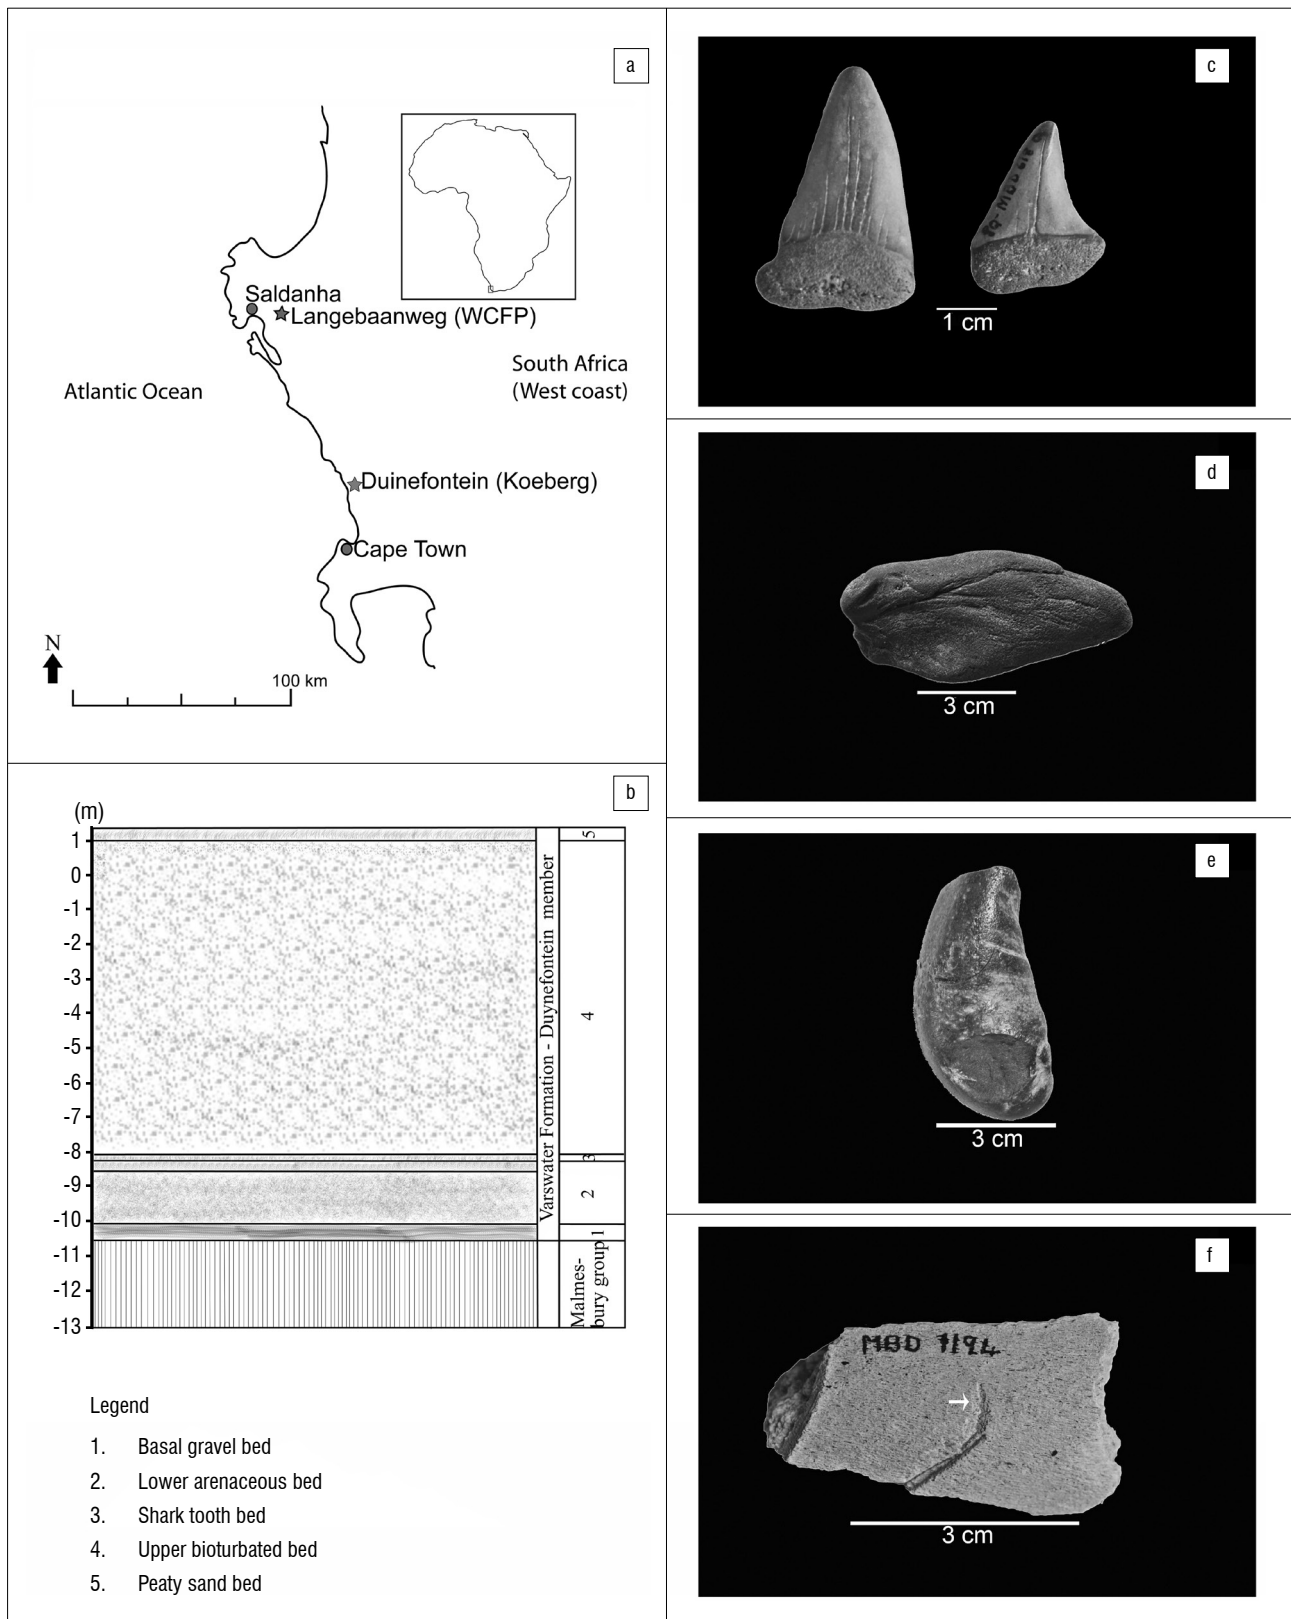 a
Saldanha
Langebaanweg (WCFP)
South Africa
(West coast)
Atlantic Ocean
Duinefontein (Koeberg)
Cape Town
N
100 km
b
(m)
1
0
-1
-2
-3
-4
-5
-6
-7
-8
-9
-10
-11
-12
-13
Varswater Formation - Duynefontein member
5
4
3
2
1
Malmes-
bury group
Legend
1. Basal gravel bed
2. Lower arenaceous bed
3. Shark tooth bed
4. Upper bioturbated bed
5. Peaty sand bed
c
1 cm
d
3 cm
e
3 cm
f
MBD 7194
3 cm